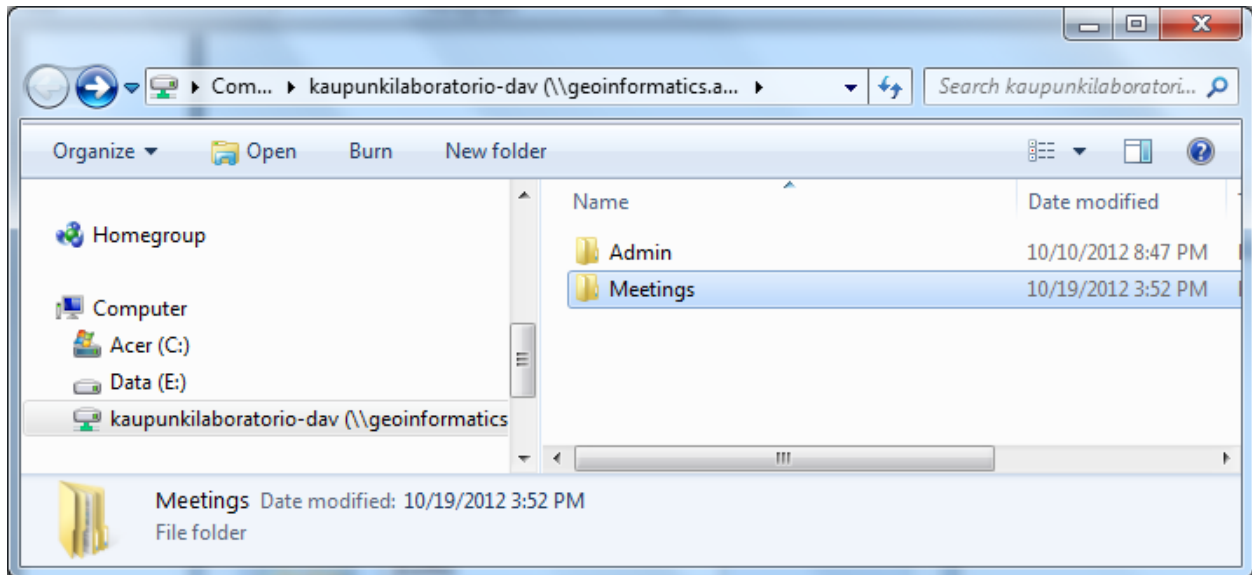 Com... kaupunkilaboratorio-dav (\\geoinformatics.a... Search kaupunkilaboratori...
Organize Open Burn New folder
Name Date modified
Homegroup
Admin 10/10/2012 8:47 PM
Meetings 10/19/2012 3:52 PM
Computer
Acer (C:)
Data (E:)
kaupunkilaboratorio-dav (\\geoinformatics
Meetings Date modified: 10/19/2012 3:52 PM
File folder